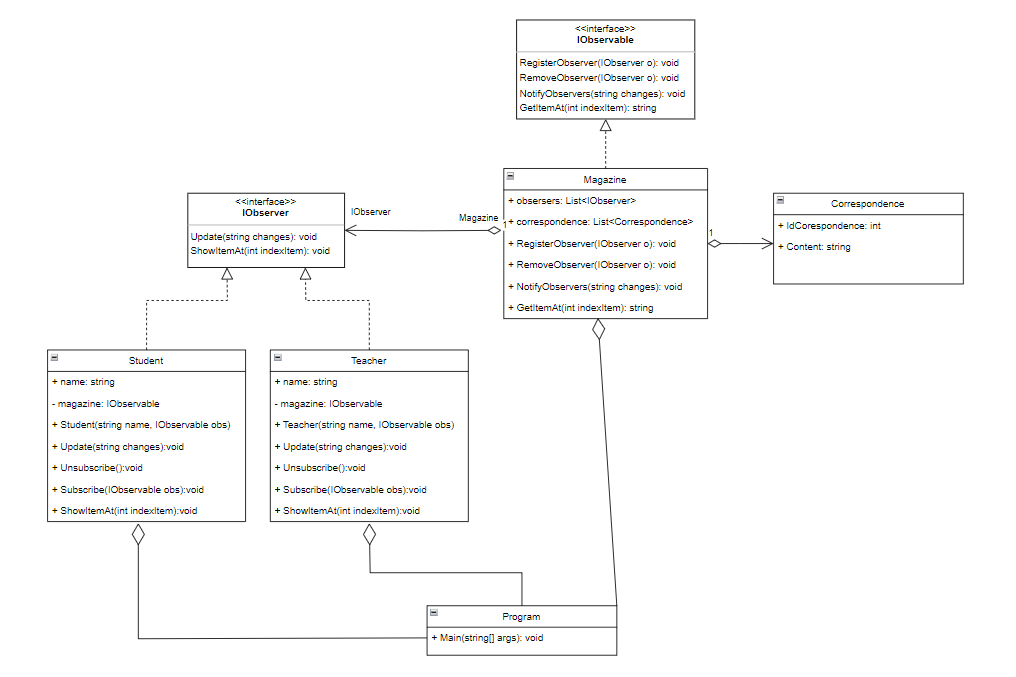 <<interface>>
IObservable
RegisterObserver(IObserver o): void
RemoveObserver(IObserver o): void
NotifyObservers(string changes): void
GetItemAt(int indexItem): string
<<interface>>
IObserver
Update(string changes): void
ShowItemAt(int indexItem): void
IObserver
Magazine
1
Magazine
+ obsersers: List<IObserver>
+ correspondence: List<Correspondence>
+ RegisterObserver(IObserver o): void
+ RemoveObserver(IObserver o): void
+ NotifyObservers(string changes): void
+ GetItemAt(int indexItem): string
1
Correspondence
+ IdCorespondence: int
+ Content: string
Student
+ name: string
- magazine: IObservable
+ Student(string name, IObservable obs)
+ Update(string changes):void
+ Unsubscribe():void
+ Subscribe(IObservable obs):void
+ ShowItemAt(int indexItem):void
Teacher
+ name: string
- magazine: IObservable
+ Teacher(string name, IObservable obs)
+ Update(string changes):void
+ Unsubscribe():void
+ Subscribe(IObservable obs):void
+ ShowItemAt(int indexItem):void
Program
+ Main(string[] args): void